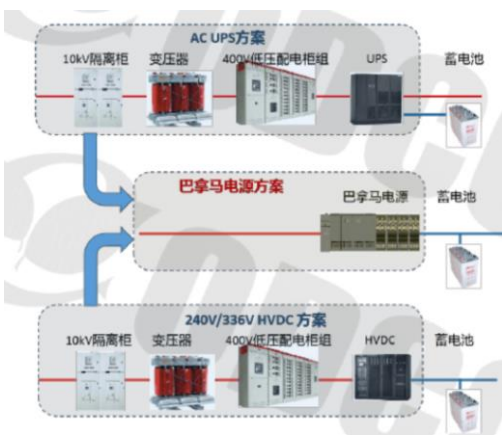 AC UPS方案
10kV隔离柜 变压器 400V低压配电柜组 UPS 蓄电池
巴拿马电源方案
巴拿马电源 蓄电池
240V/336V HVDC 方案
10kV隔离柜 变压器 400V低压配电柜组 HVDC 蓄电池